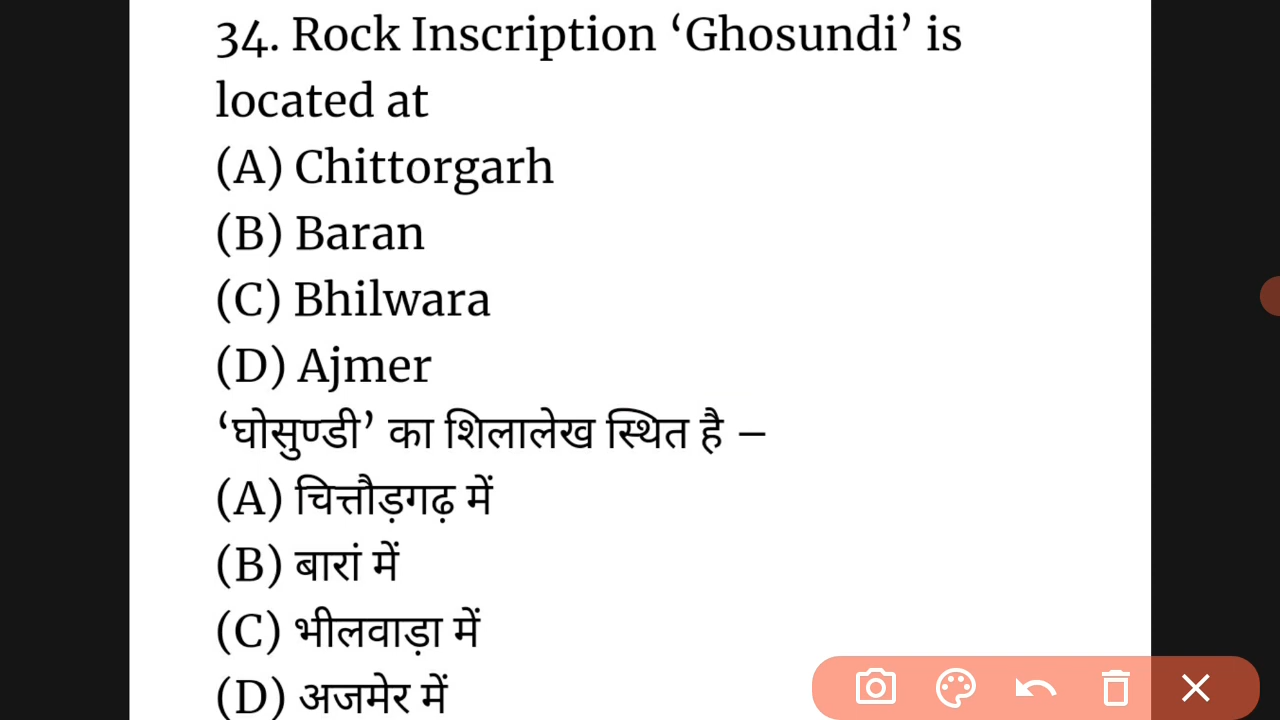 34. Rock Inscription ‘Ghosundi’ is
located at
(A) Chittorgarh
(B) Baran
(C) Bhilwara
(D) Ajmer
‘घोसुण्डी’ का शिलालेख स्थित है –
(A) चित्तौड़गढ़ में
(B) बारां में
(C) भीलवाड़ा में
(D) अजमेर में